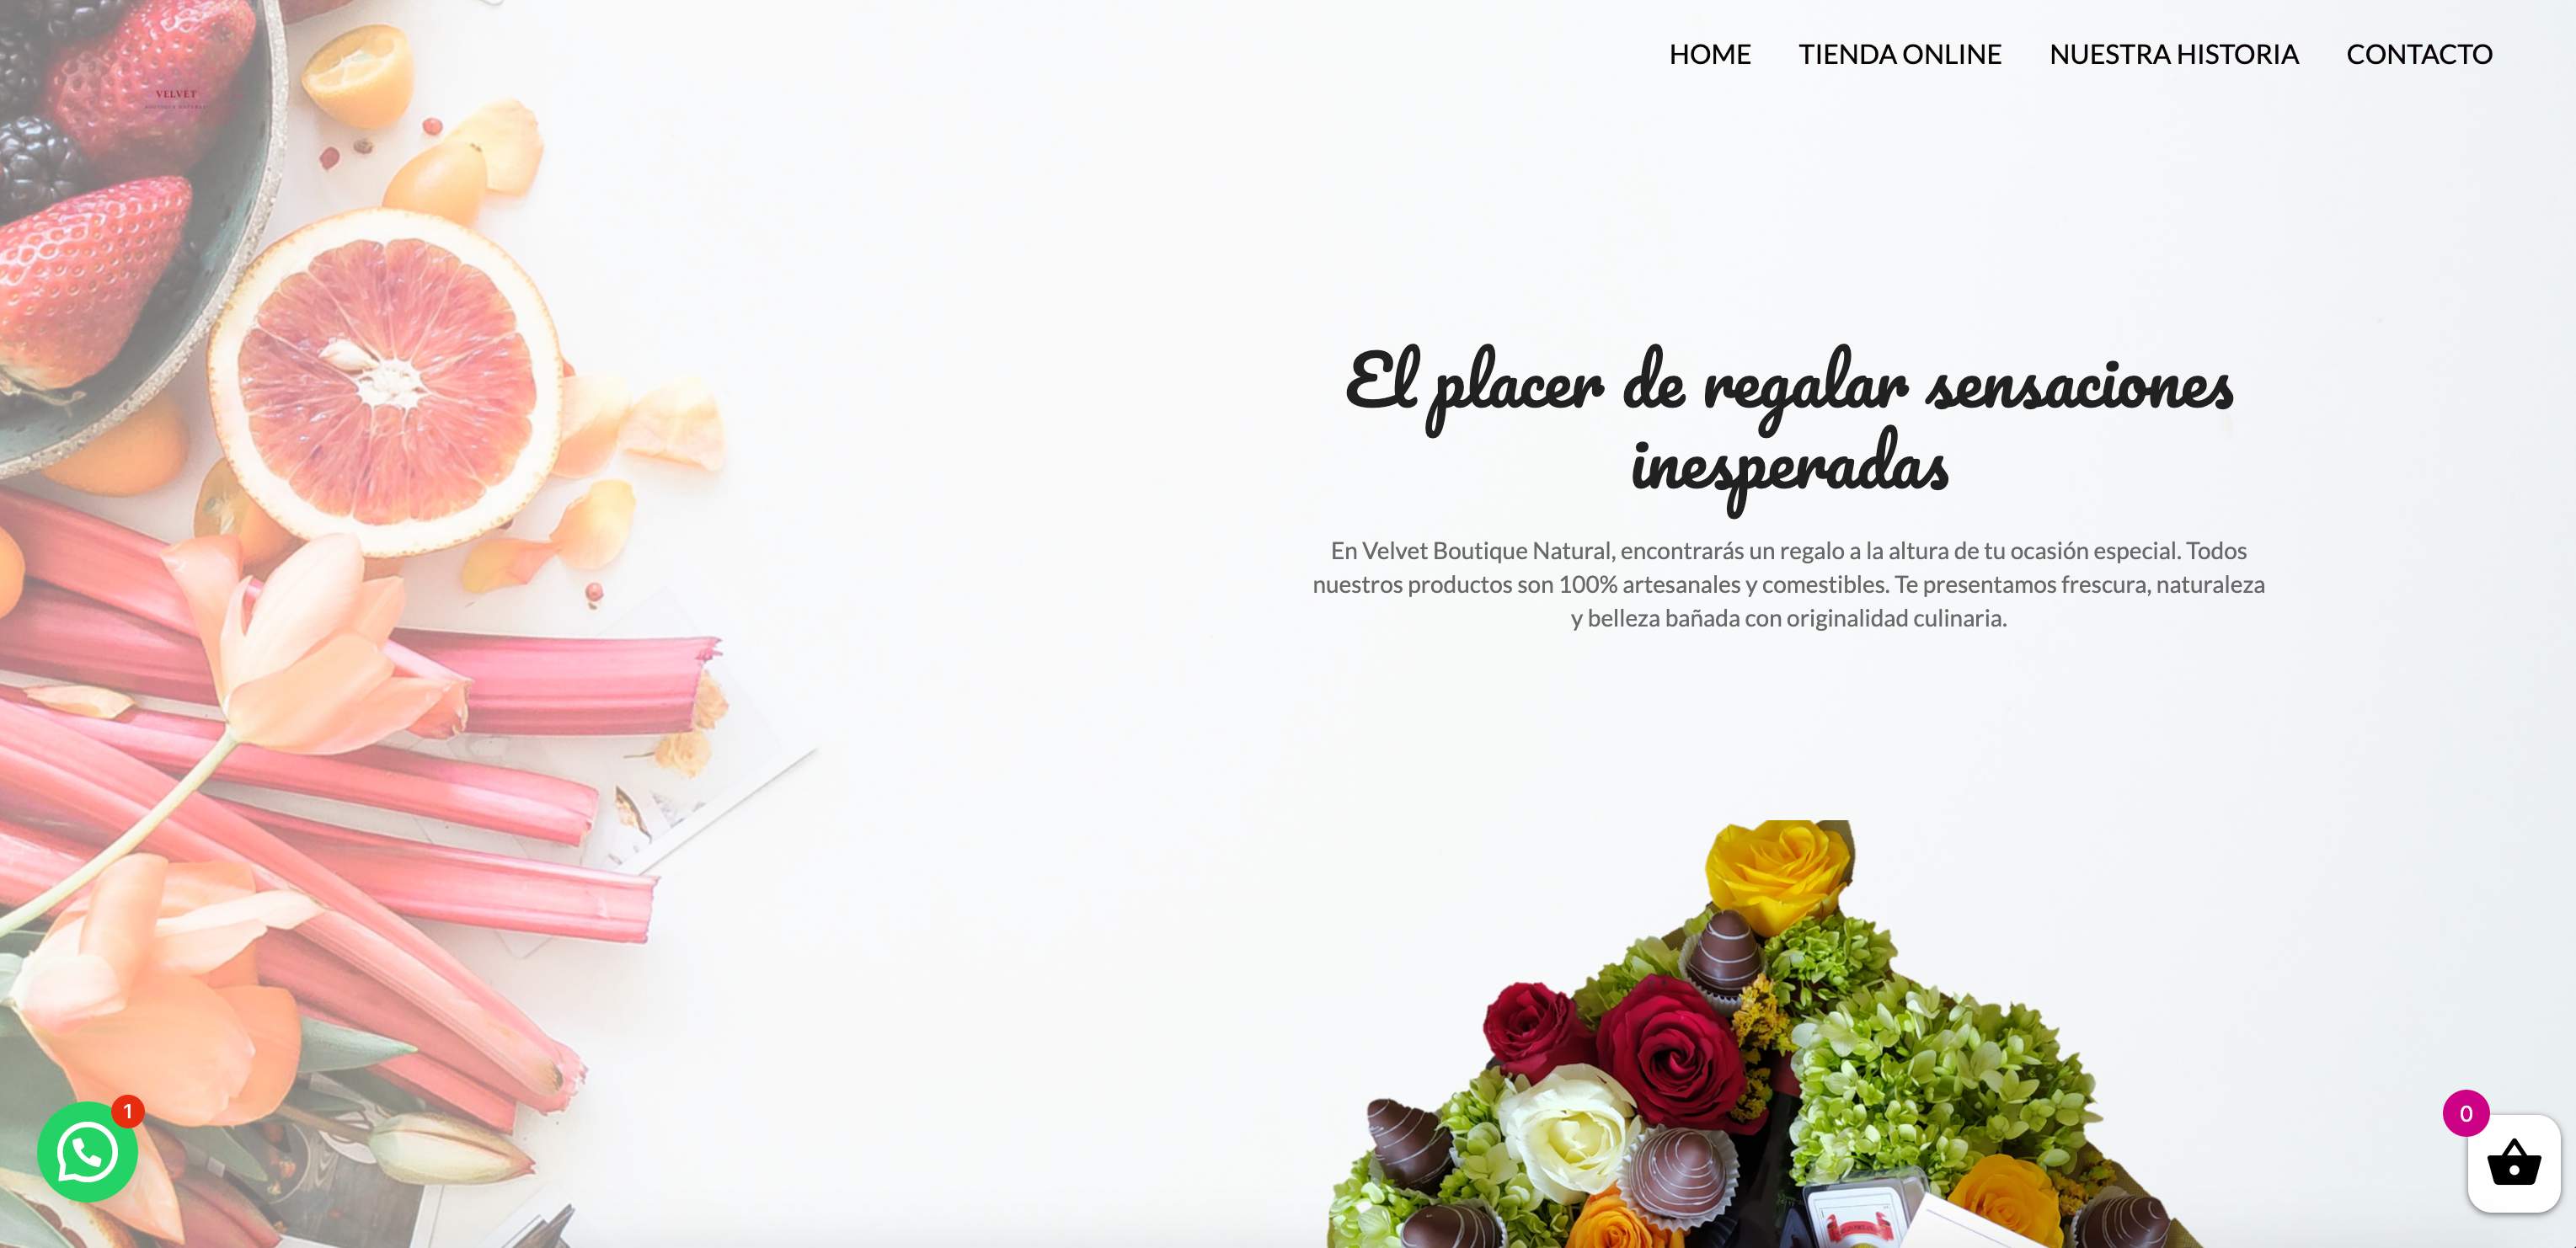 HOME TIENDA ONLINE NUESTRA HISTORIA CONTACTO
VELVET
El placer de regalar sensaciones
inesperadas
En Velvet Boutique Natural, encontrarás un regalo a la altura de tu ocasión especial. Todos
nuestros productos son 100% artesanales y comestibles. Te presentamos frescura, naturaleza
y belleza bañada con originalidad culinaria.
1
0